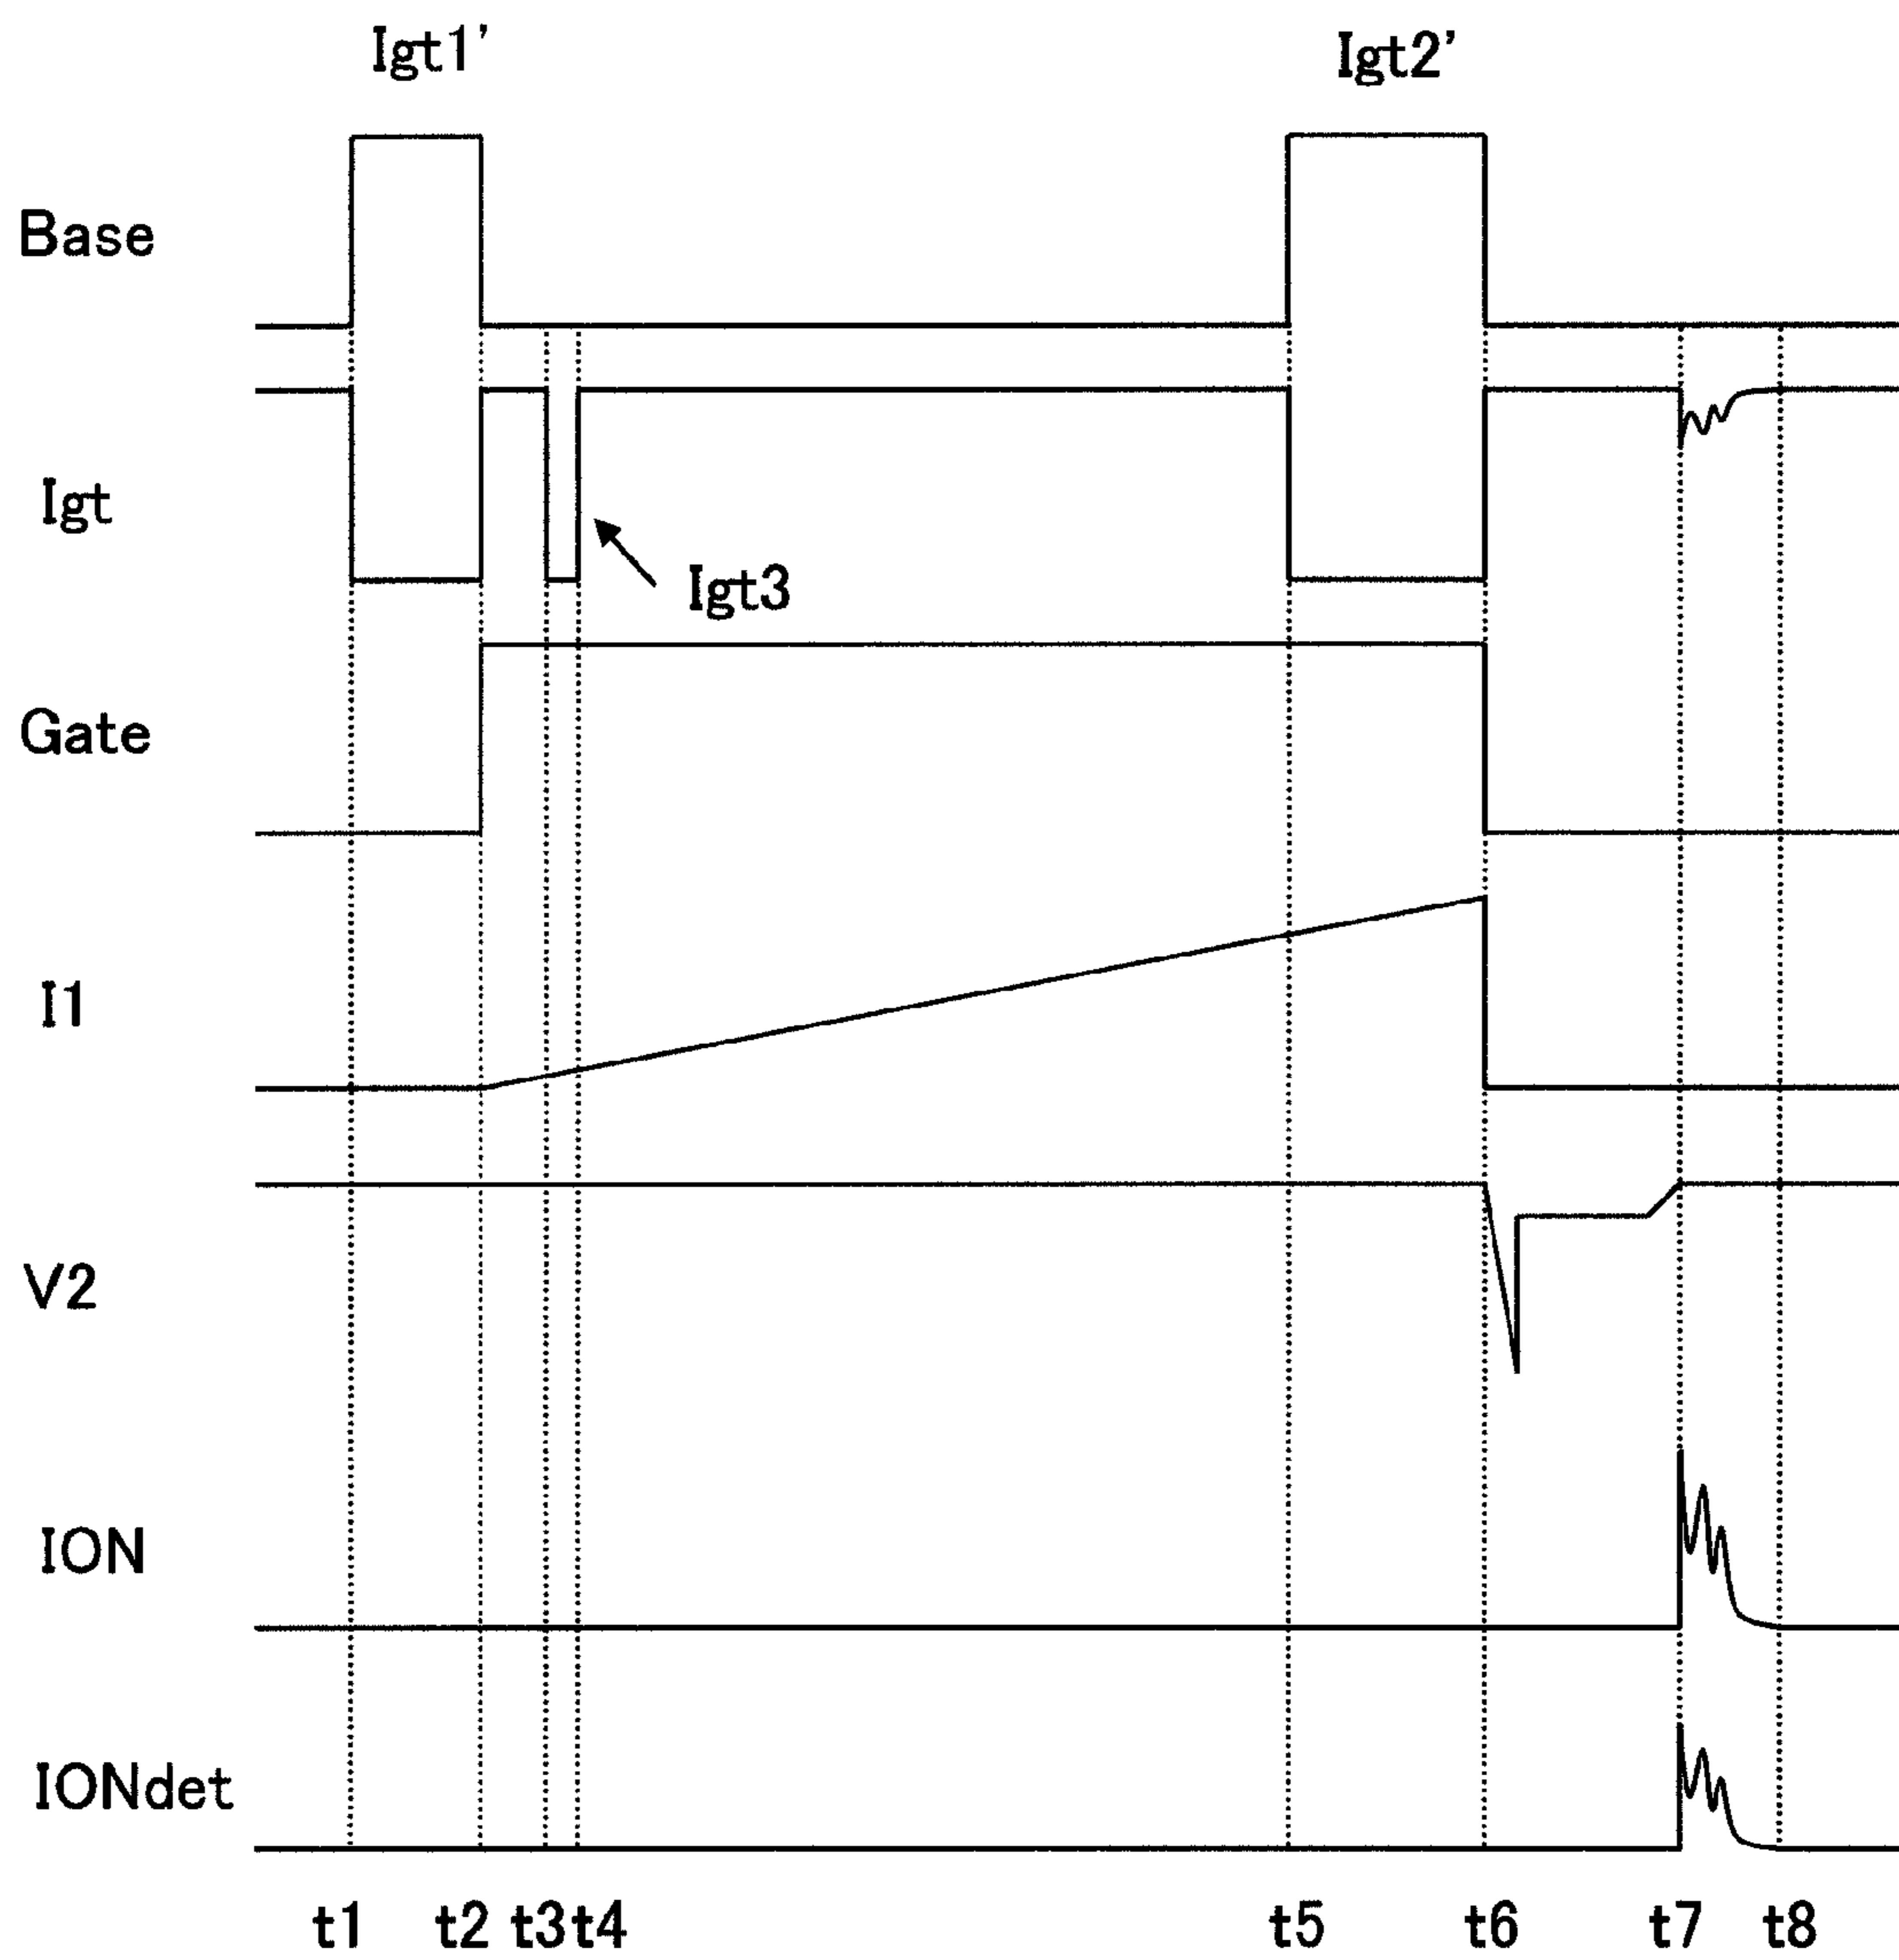 Igt1' Igt2'
Base
Igt
Igt3
Gate
I1
V2
ION
IONdet
t1 t2 t3 t4 t5 t6 t7 t8